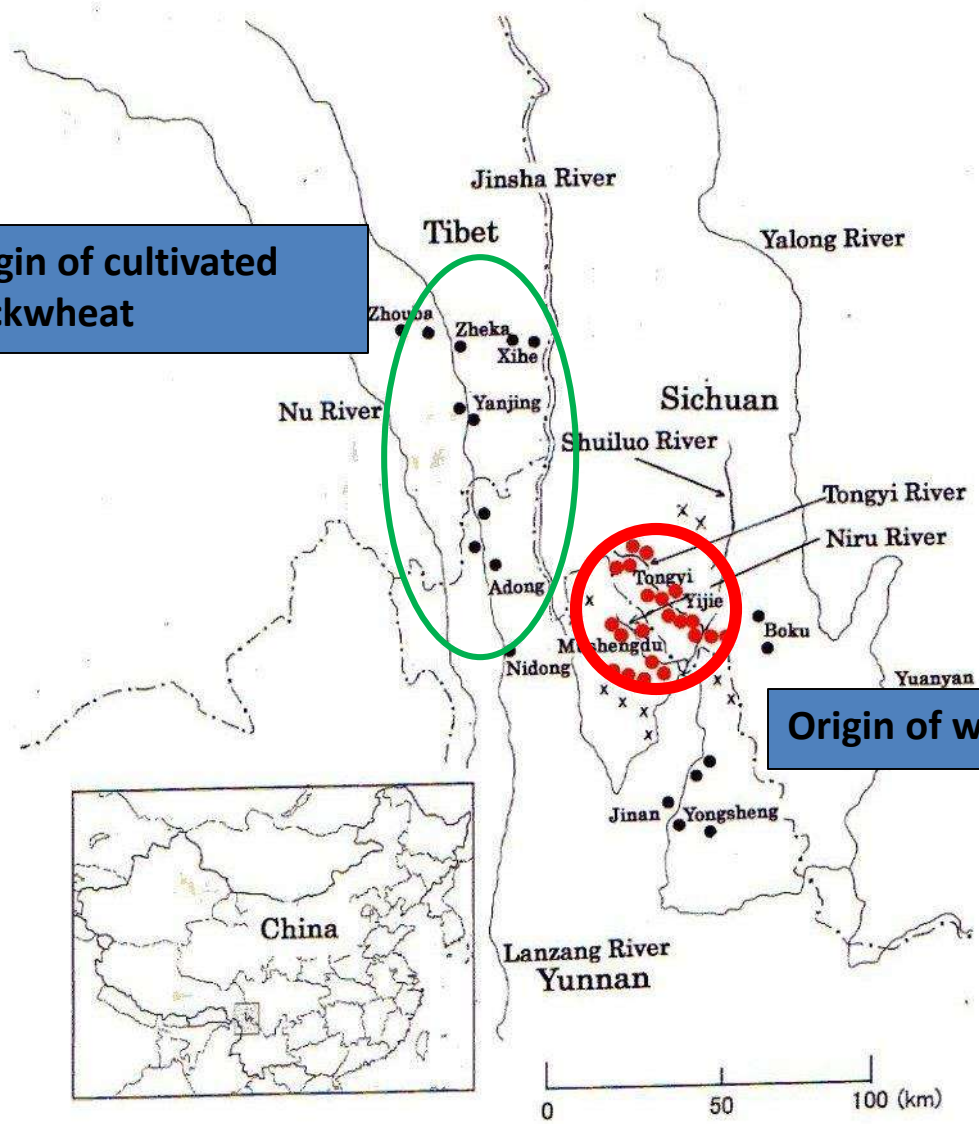 Jinsha River
Tibet
Yalong River
gin of cultivated
ckwheat
Zhouba
Zheka
Xihe
Yanjing
Nu River
Sichuan
Shuiluo River
Tongyi River
Niru River
Adong
Tongyi
Yijie
Boku
Mushengdu
Nidong
Yuanyan
Origin of w
Jinan
Yongsheng
China
Lanzang River
Yunnan
0
50
100 (km)